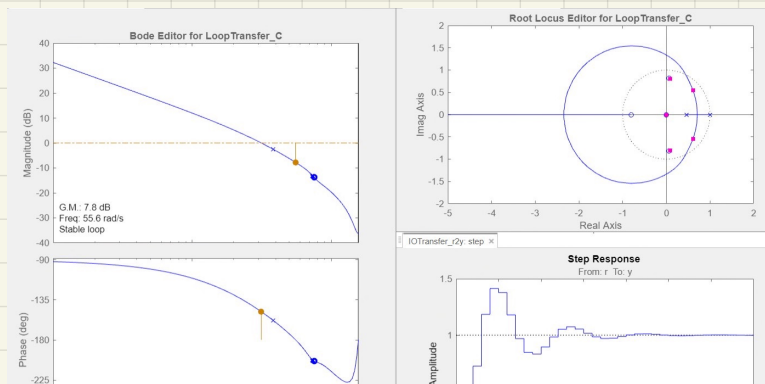 Bode Editor for LoopTransfer_C
40
30
20
10
0
-10
-20
-30
-40
Magnitude (dB)
G.M.: 7.8 dB
Freq: 55.6 rad/s
Stable loop
-90
-135
-180
-225
Phase (deg)
Root Locus Editor for LoopTransfer_C
2
1.5
1
0.5
0
-0.5
-1
-1.5
-2
Imag Axis
-5 -4 -3 -2 -1 0 1 2
Real Axis
IOTransfer_r2y: step ×
Step Response
From: r To: y
1.5
1
Amplitude